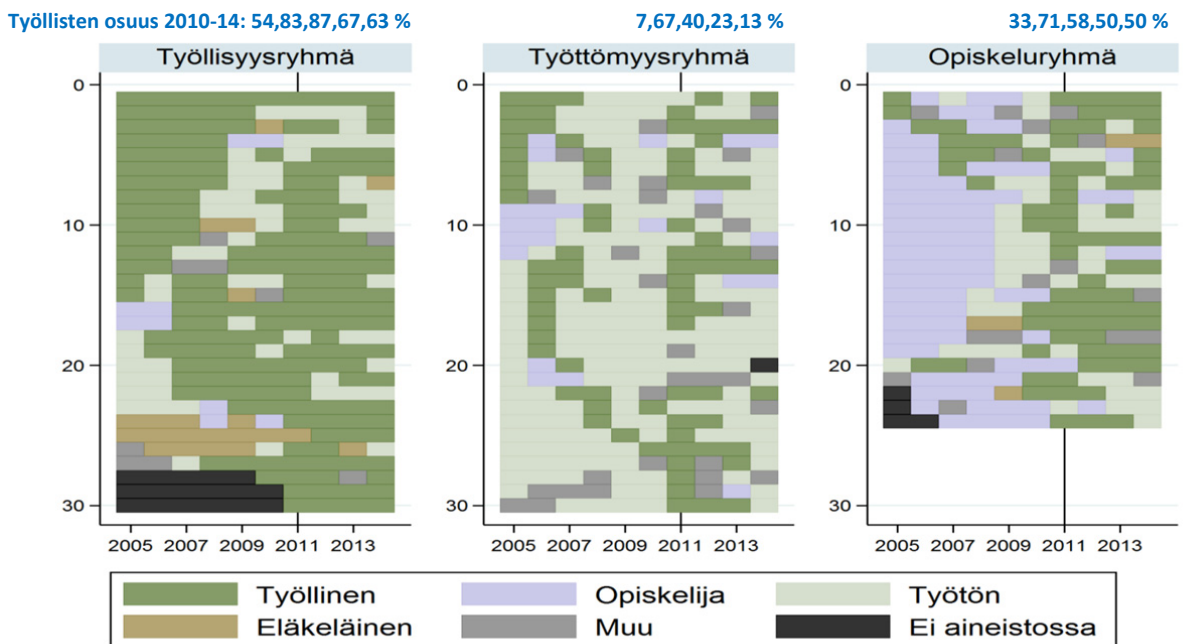 Työllisten osuus 2010-14: 54,83,87,67,63 %
7,67,40,23,13 %
33,71,58,50,50 %
Työllisyysryhmä
Työttömyysryhmä
Opiskeluryhmä
0
10
20
30
0
10
20
30
0
10
20
30
2005 2007 2009 2011 2013
2005 2007 2009 2011 2013
2005 2007 2009 2011 2013
Työllinen
Opiskelija
Työtön
Eläkeläinen
Muu
Ei aineistossa